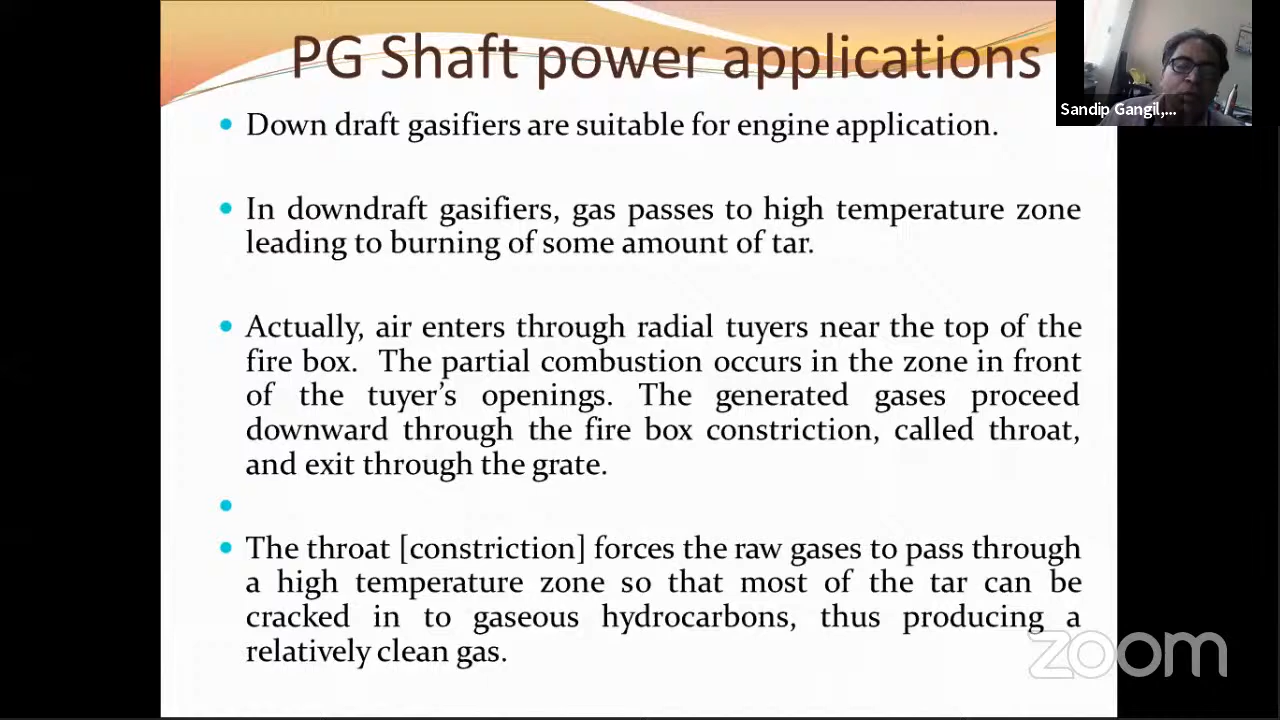 PG Shaft power applications
Sandip Gangil,...
• Down draft gasifiers are suitable for engine application.
• In downdraft gasifiers, gas passes to high temperature zone
leading to burning of some amount of tar.
• Actually, air enters through radial tuyers near the top of the
fire box. The partial combustion occurs in the zone in front
of the tuyer’s openings. The generated gases proceed
downward through the fire box constriction, called throat,
and exit through the grate.
•
• The throat [constriction] forces the raw gases to pass through
a high temperature zone so that most of the tar can be
cracked in to gaseous hydrocarbons, thus producing a
relatively clean gas.
zoom